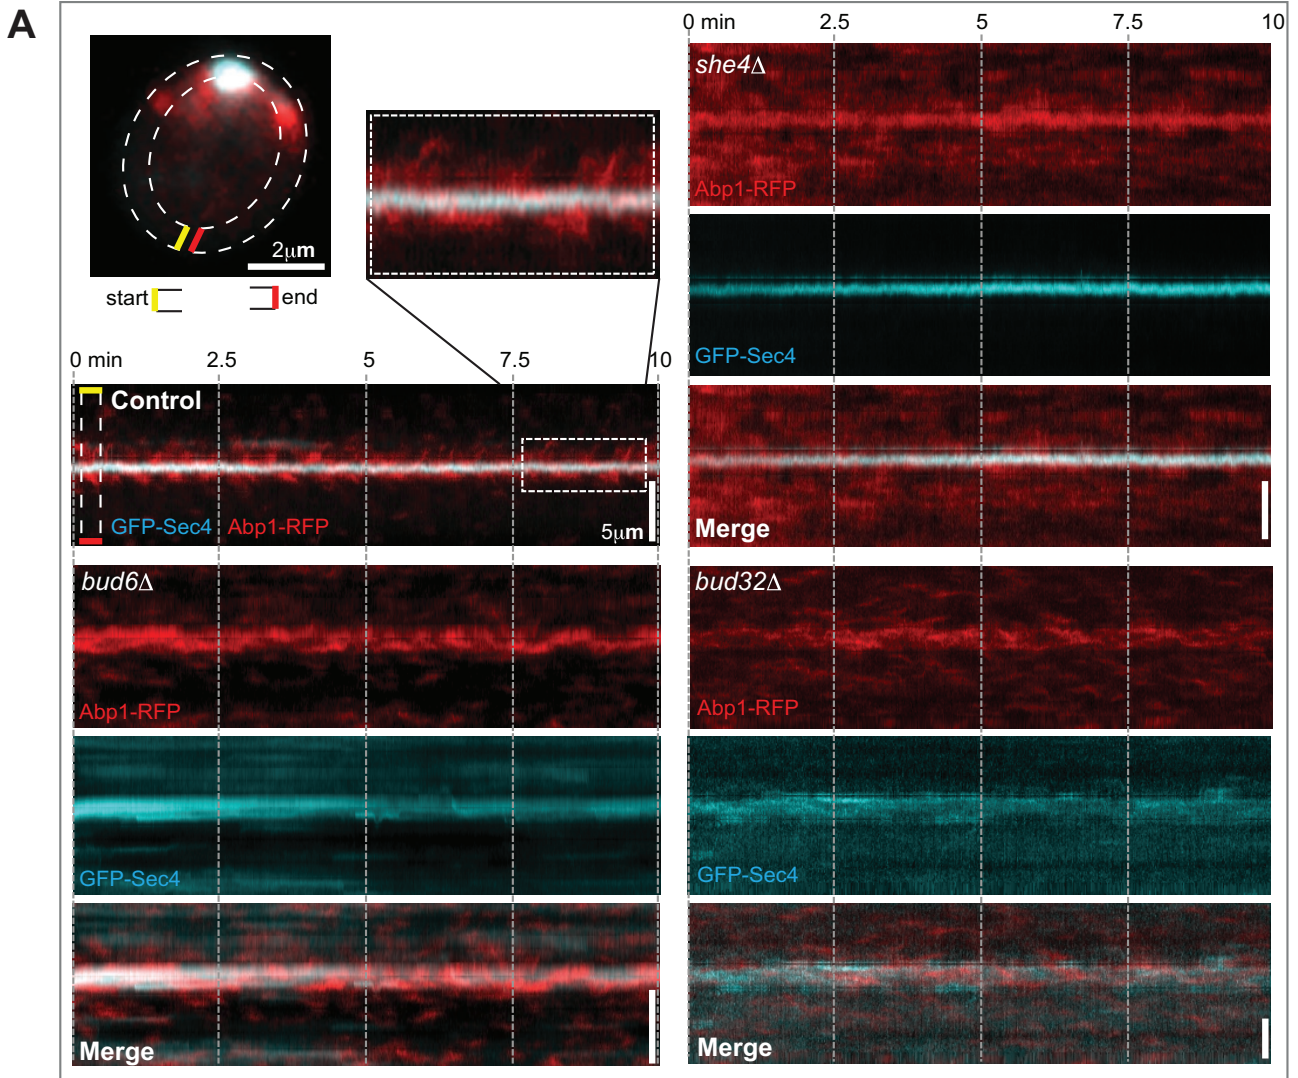 A
2μm
start
end
0 min 2.5 5 7.5 10
Control
GFP-Sec4 Abp1-RFP
5μm
bud6Δ
Abp1-RFP
GFP-Sec4
Merge
0 min 2.5 5 7.5 10
she4Δ
Abp1-RFP
GFP-Sec4
Merge
bud32Δ
Abp1-RFP
GFP-Sec4
Merge